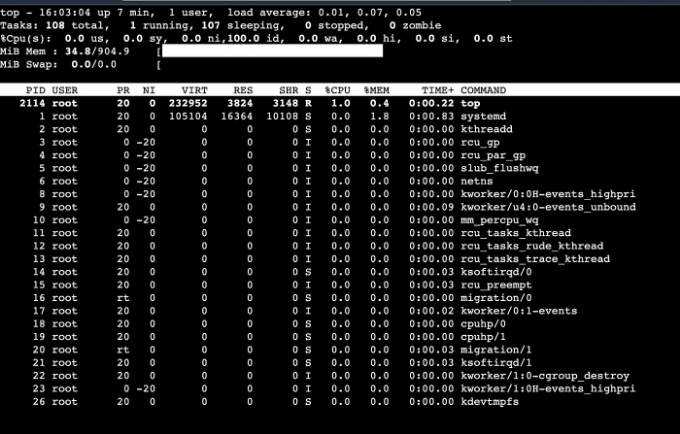 top - 16:03:04 up 7 min,  1 user,  load average: 0.01, 0.07, 0.05
Tasks: 108 total,   1 running, 107 sleeping,   0 stopped,   0 zombie
%Cpu(s):  0.0 us,  0.0 sy,  0.0 ni,100.0 id,  0.0 wa,  0.0 hi,  0.0 si,  0.0 st
MiB Mem : 34.8/904.9    [
MiB Swap:  0.0/0.0      [
PID USER      PR  NI    VIRT    RES    SHR S  %CPU  %MEM     TIME+ COMMAND
2114 root      20   0  232952   3824   3148 R   1.0   0.4   0:00.22 top
1 root      20   0  105104  16364  10108 S   0.0   1.8   0:00.83 systemd
2 root      20   0       0      0      0 S   0.0   0.0   0:00.00 kthreadd
3 root       0 -20       0      0      0 I   0.0   0.0   0:00.00 rcu_gp
4 root       0 -20       0      0      0 I   0.0   0.0   0:00.00 rcu_par_gp
5 root       0 -20       0      0      0 I   0.0   0.0   0:00.00 slub_flushwq
6 root       0 -20       0      0      0 I   0.0   0.0   0:00.00 netns
8 root       0 -20       0      0      0 I   0.0   0.0   0:00.00 kworker/0:0H-events_highpri
9 root      20   0       0      0      0 I   0.0   0.0   0:00.09 kworker/u4:0-events_unbound
10 root       0 -20       0      0      0 I   0.0   0.0   0:00.00 mm_percpu_wq
11 root      20   0       0      0      0 I   0.0   0.0   0:00.00 rcu_tasks_kthread
12 root      20   0       0      0      0 I   0.0   0.0   0:00.00 rcu_tasks_rude_kthread
13 root      20   0       0      0      0 I   0.0   0.0   0:00.00 rcu_tasks_trace_kthread
14 root      20   0       0      0      0 S   0.0   0.0   0:00.03 ksoftirqd/0
15 root      20   0       0      0      0 I   0.0   0.0   0:00.03 rcu_preempt
16 root      rt   0       0      0      0 S   0.0   0.0   0:00.00 migration/0
17 root      20   0       0      0      0 I   0.0   0.0   0:00.02 kworker/0:1-events
18 root      20   0       0      0      0 S   0.0   0.0   0:00.00 cpuhp/0
19 root      20   0       0      0      0 S   0.0   0.0   0:00.00 cpuhp/1
20 root      rt   0       0      0      0 S   0.0   0.0   0:00.03 migration/1
21 root      20   0       0      0      0 S   0.0   0.0   0:00.03 ksoftirqd/1
22 root      20   0       0      0      0 I   0.0   0.0   0:00.00 kworker/1:0-cgroup_destroy
23 root       0 -20       0      0      0 I   0.0   0.0   0:00.00 kworker/1:0H-events_highpri
26 root      20   0       0      0      0 S   0.0   0.0   0:00.00 kdevtmpfs